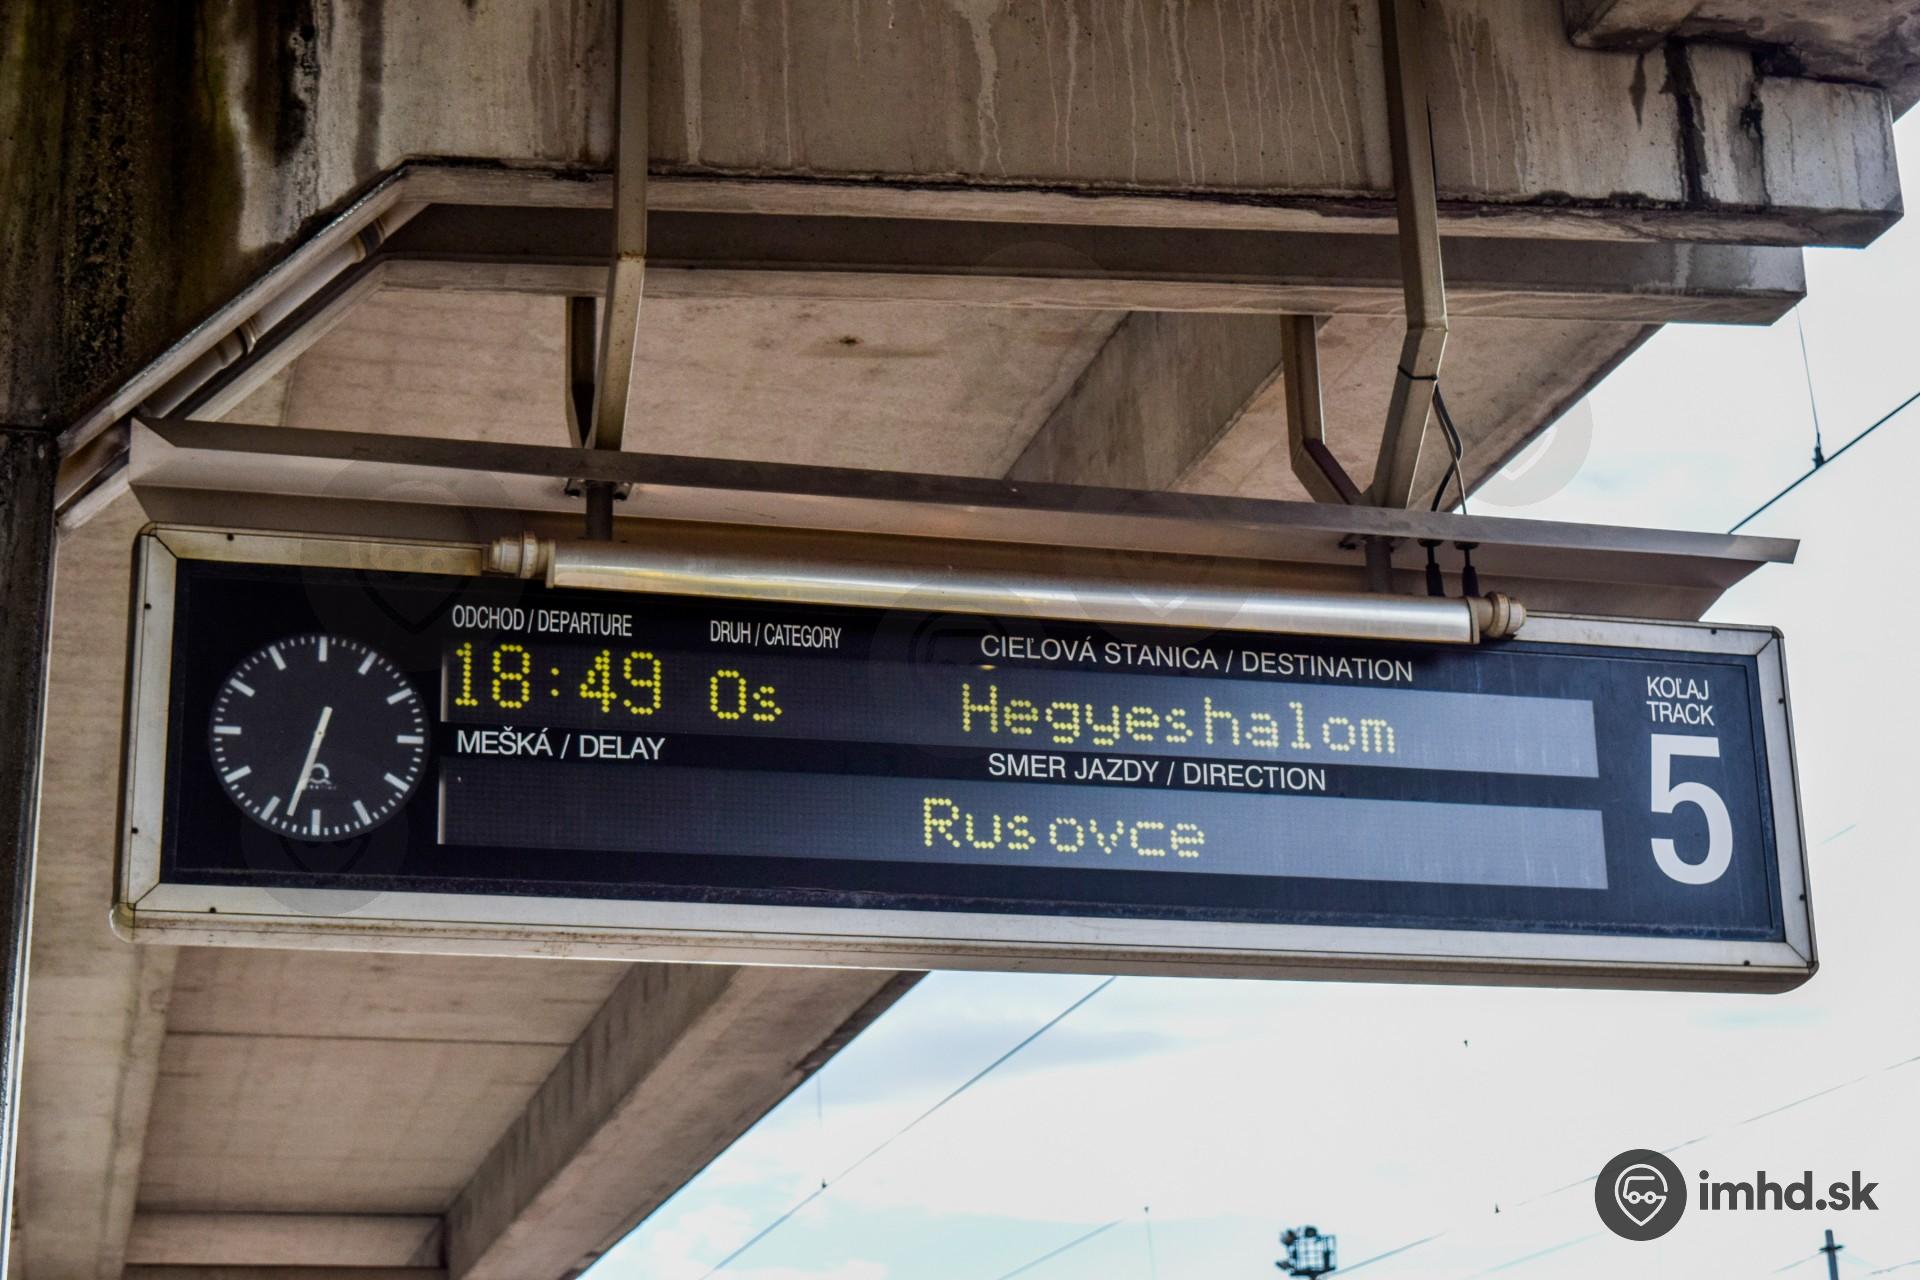 ODCHOD / DEPARTURE DRUH / CATEGORY CIEĽOVÁ STANICA / DESTINATION
18:49 Os Hegyeshalom
KOĽAJ
TRACK
5
MEŠKÁ / DELAY SMER JAZDY / DIRECTION
Rusovce
imhd.sk